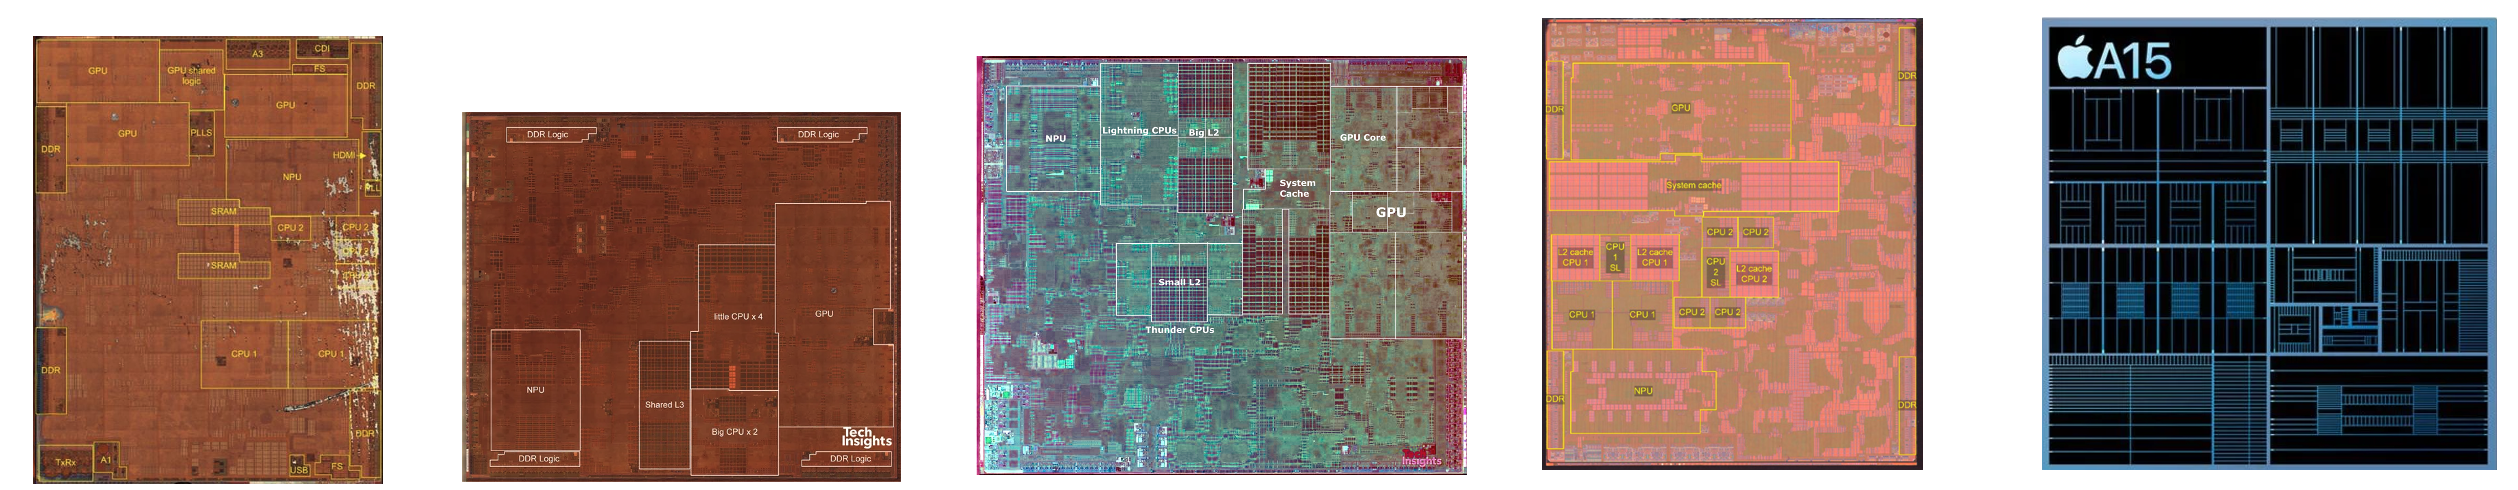 GPU
GPU shared
logic
A3
CDI
FS
DDR
GPU
GPU
PLLS
DDR
HDMI
NPU
SRAM
CPU 2
CPU 2
SRAM
CPU 1
CPU 1
DDR
DDR
TxRx
A1
USB
FS
DDR Logic
DDR Logic
little CPU x 4
GPU
NPU
Shared L3
Big CPU x 2
Tech
Insights
DDR Logic
DDR Logic
NPU
Lightning CPUs
Big L2
GPU Core
System
Cache
GPU
Small L2
Thunder CPUs
Insights
DDR
GPU
DDR
System cache
CPU 2
CPU 2
L2 cache
CPU 1
CPU
1
SL
L2 cache
CPU 1
CPU
2
SL
L2 cache
CPU 2
CPU 1
CPU 1
CPU 2
CPU 2
NPU
DDR
DDR
A15